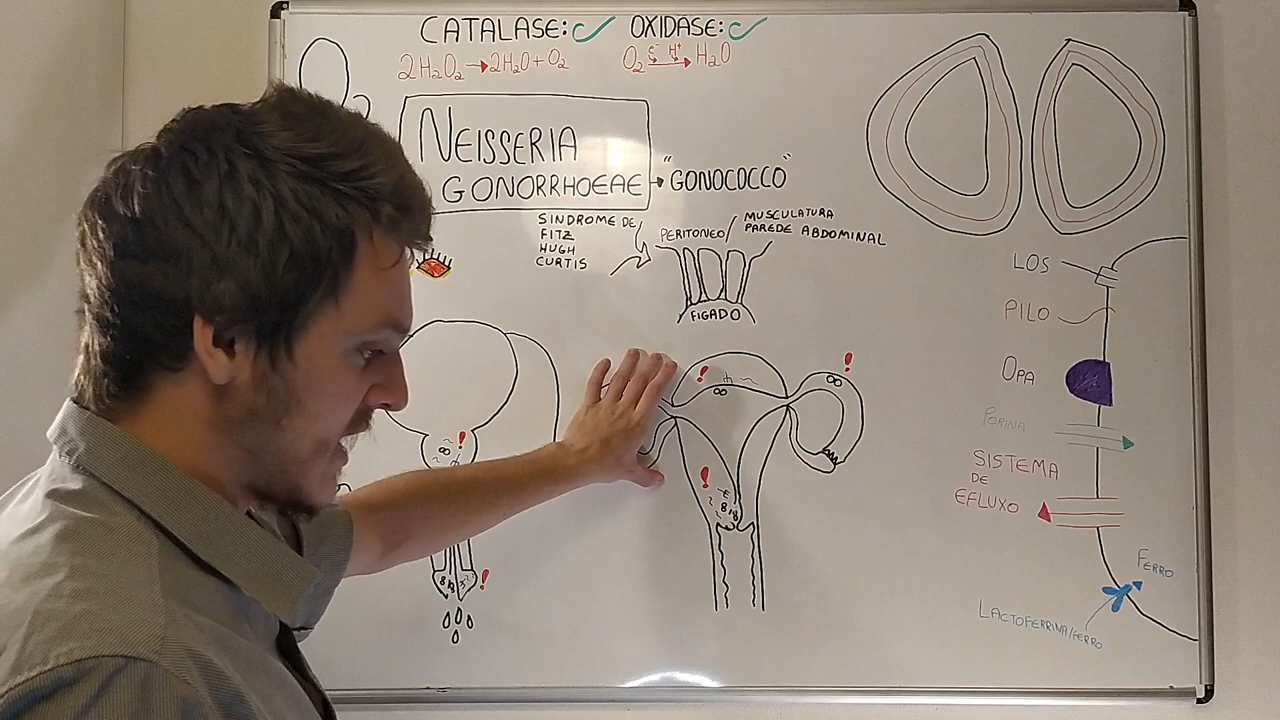 CATALASE: OXIDASE:
2H₂O₂ → 2H₂O + O₂
O₂ → H₂O
E⁻ H⁺
NEISSERIA
GONORRHOEAE → "GONOCOCCO"
SINDROME DE
FITZ
HUGH
CURTIS
PERITONEO
MUSCULATURA
PAREDE ABDOMINAL
FIGADO
!
!
!
!
!
LOS
PILO
OPA
PORINA
SISTEMA
DE
EFLUXO
FERRO
LACTOFERRINA/FERRO